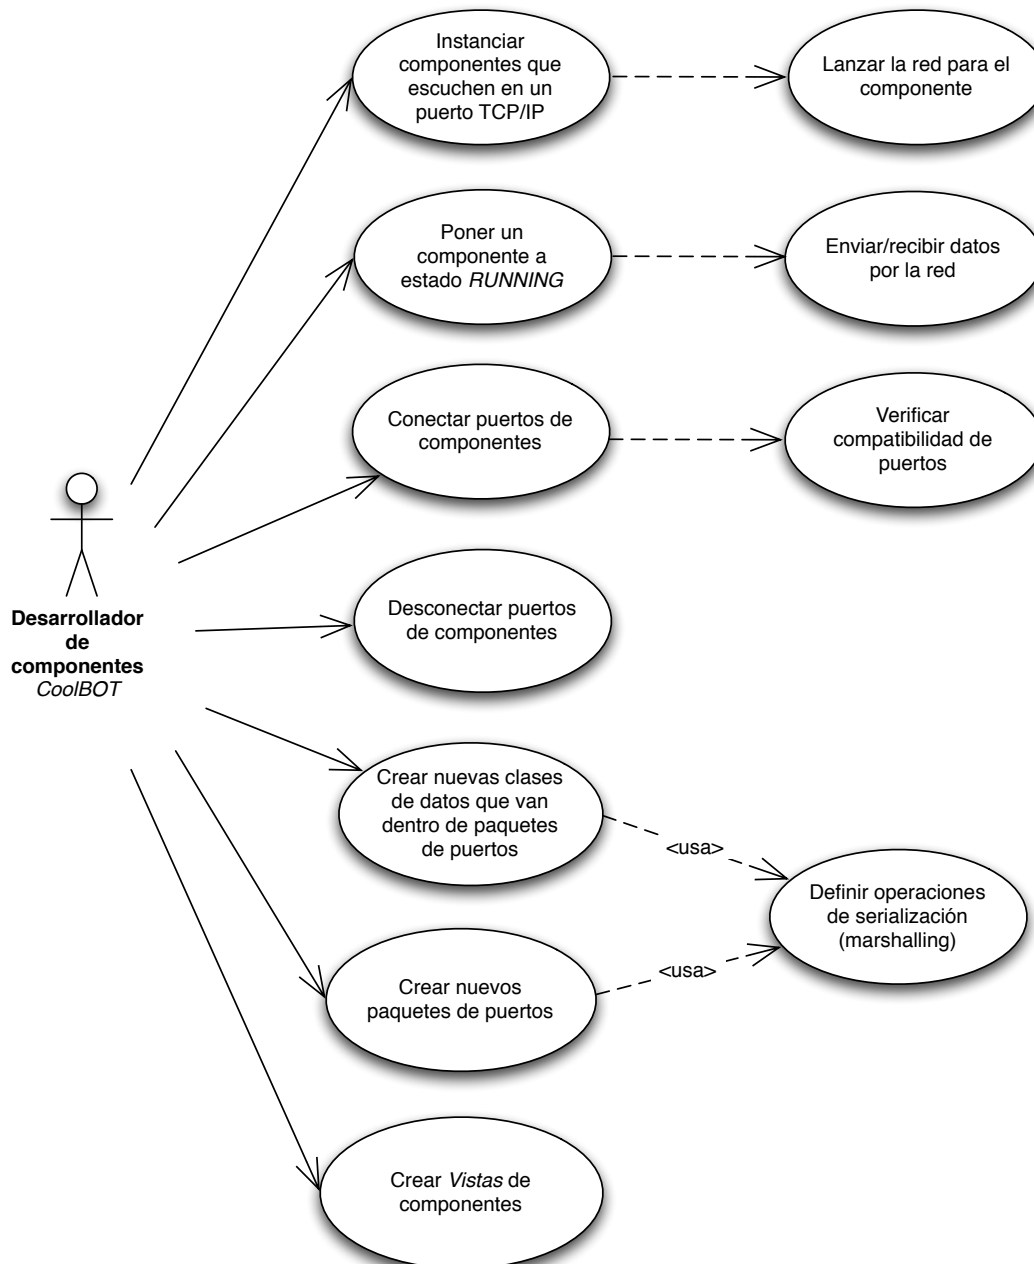 Instanciar
componentes que
escuchen en un
puerto TCP/IP
Lanzar la red para el
componente
Poner un
componente a
estado RUNNING
Enviar/recibir datos
por la red
Conectar puertos de
componentes
Verificar
compatibilidad de
puertos
Desarrollador
de
componentes
CoolBOT
Desconectar puertos
de componentes
Crear nuevas clases
de datos que van
dentro de paquetes
de puertos
<usa>
Definir operaciones
de serialización
(marshalling)
<usa>
Crear nuevos
paquetes de puertos
Crear Vistas de
componentes